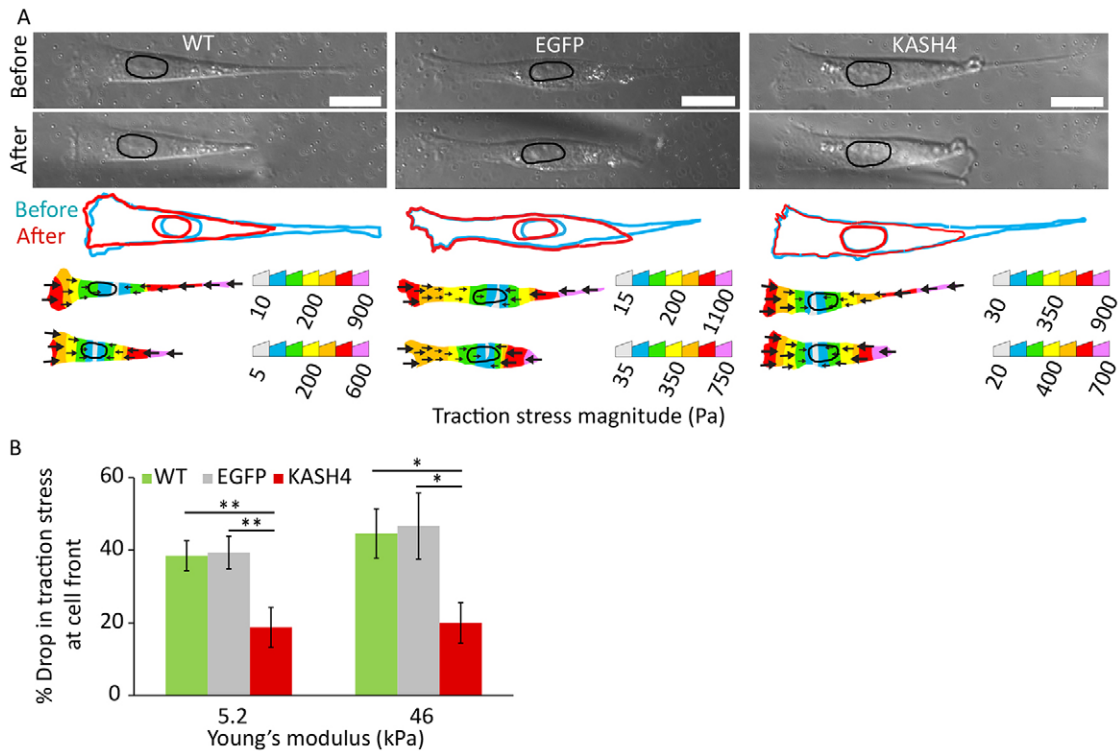 A
Before
WT
EGFP
KASH4
After
Before
After
10 200 900
15 200 1100
30 350 900
5 200 600
35 350 750
20 400 700
Traction stress magnitude (Pa)
B
WT EGFP KASH4
% Drop in traction stress
at cell front
60
40
20
0
** **
* *
5.2 46
Young's modulus (kPa)